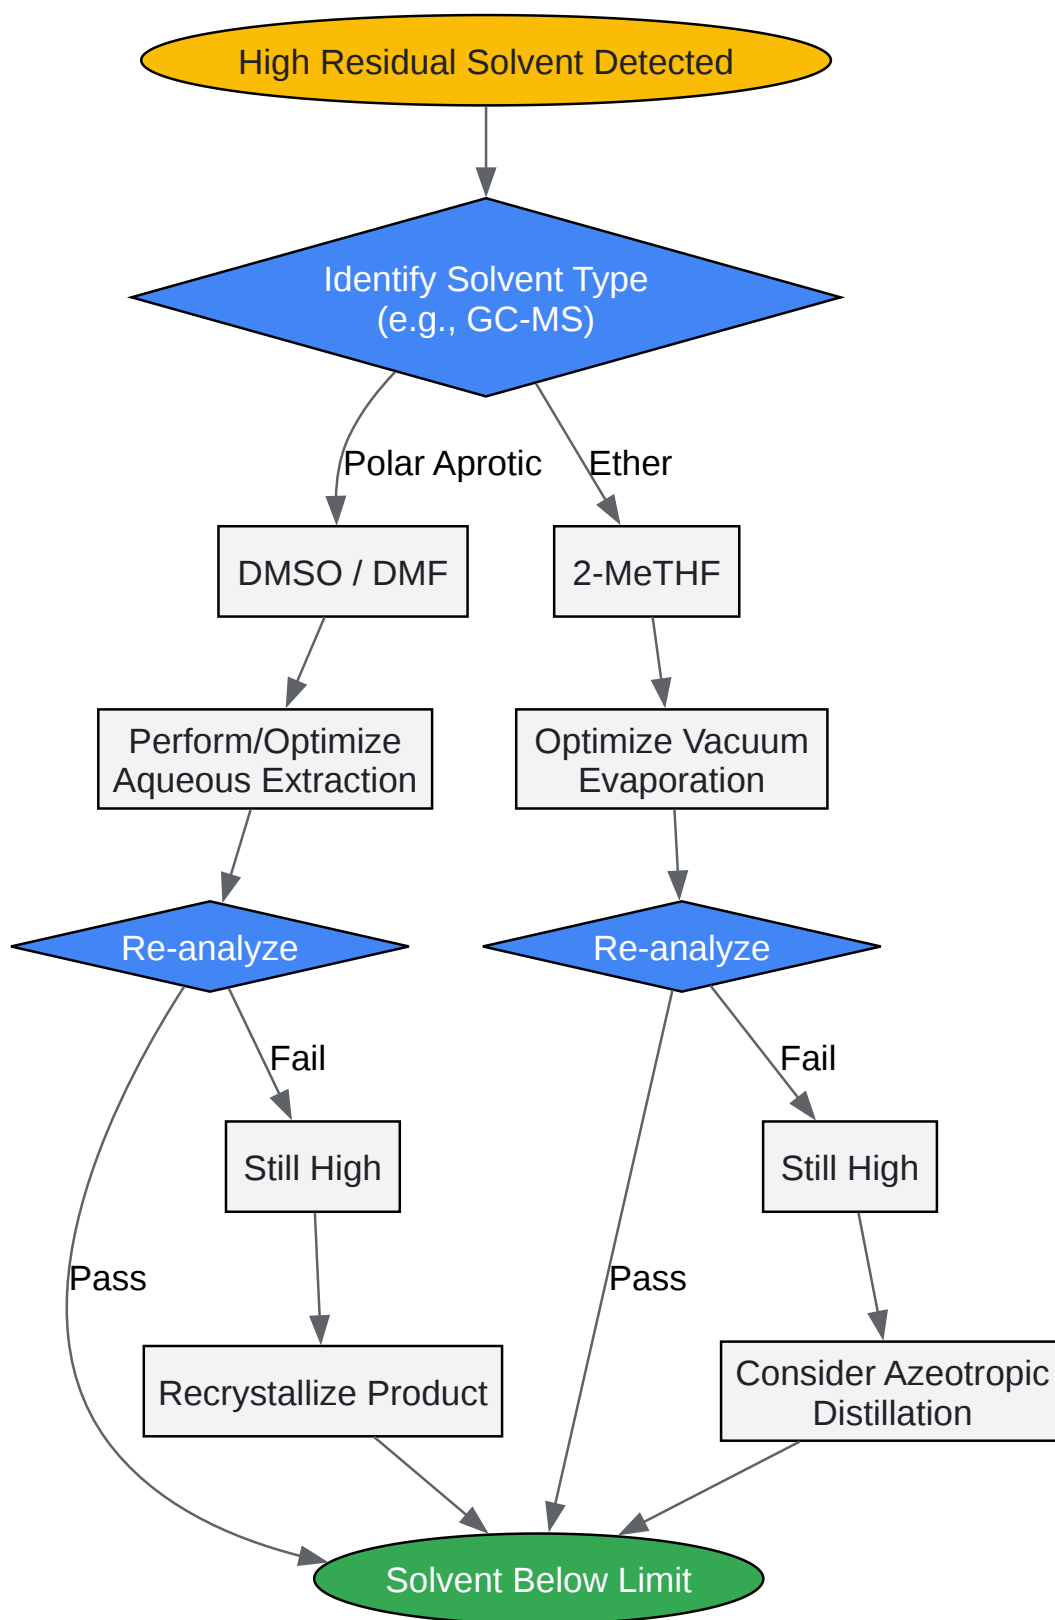 High Residual Solvent Detected
Identify Solvent Type
(e.g., GC-MS)
Polar Aprotic
Ether
DMSO / DMF
2-MeTHF
Perform/Optimize
Aqueous Extraction
Optimize Vacuum
Evaporation
Re-analyze
Re-analyze
Fail
Fail
Still High
Still High
Pass
Pass
Recrystallize Product
Consider Azeotropic
Distillation
Solvent Below Limit